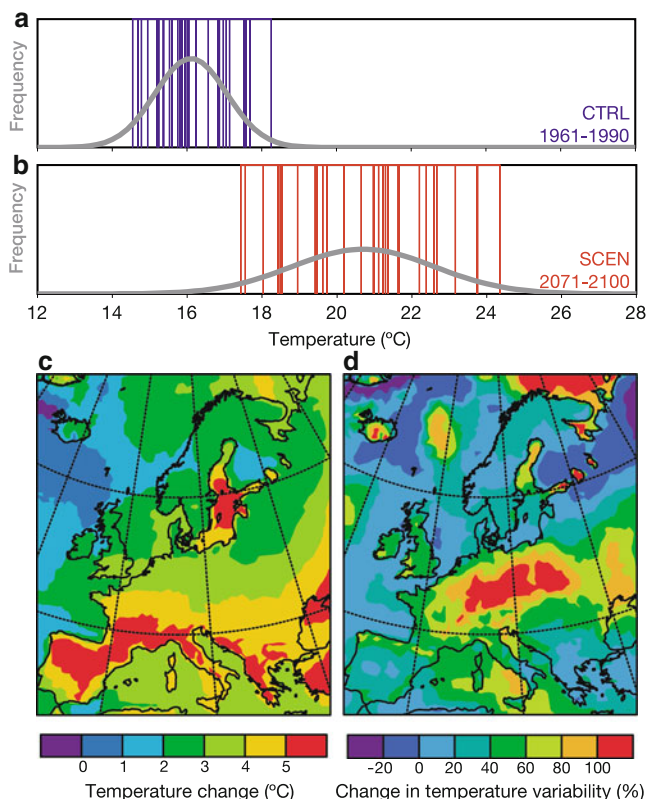 a
Frequency
CTRL
1961-1990
b
Frequency
SCEN
2071-2100
12 14 16 18 20 22 24 26 28
Temperature (ºC)
c
d
0 1 2 3 4 5
Temperature change (ºC)
−20 0 20 40 60 80 100
Change in temperature variability (%)